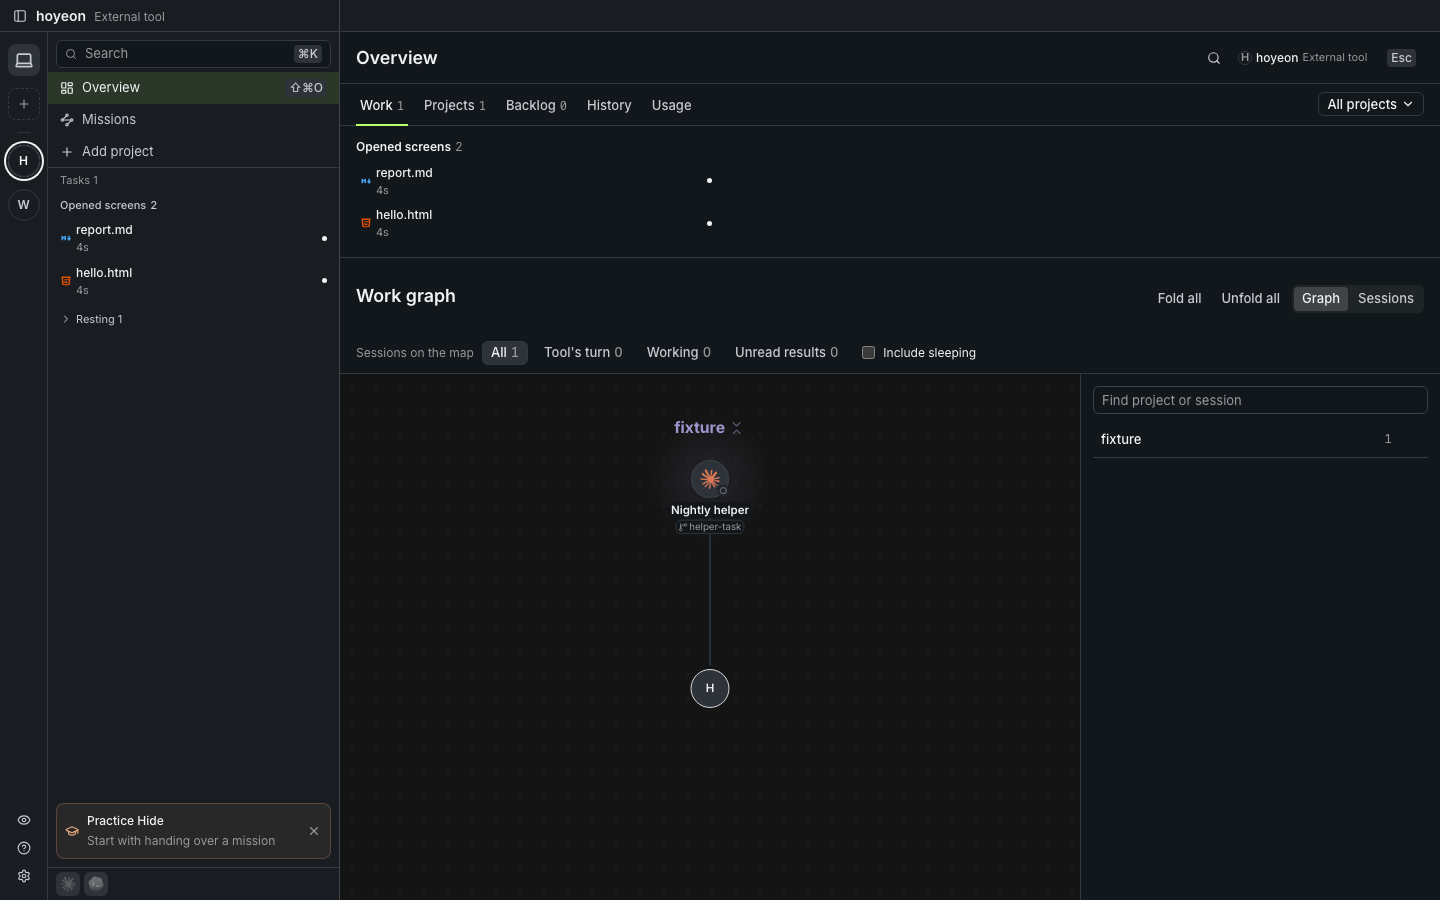 hoyeon External tool
Search ⌘K
Overview ⇧⌘O
Missions
Add project
H
W
Tasks 1
Opened screens 2
report.md
4s
hello.html
4s
Resting 1
Practice Hide
Start with handing over a mission
Overview
H hoyeon External tool Esc
Work 1 Projects 1 Backlog 0 History Usage
All projects
Opened screens 2
report.md
4s
hello.html
4s
Work graph
Fold all Unfold all Graph Sessions
Sessions on the map All 1 Tool's turn 0 Working 0 Unread results 0 Include sleeping
fixture
Nightly helper
helper-task
H
Find project or session
fixture 1